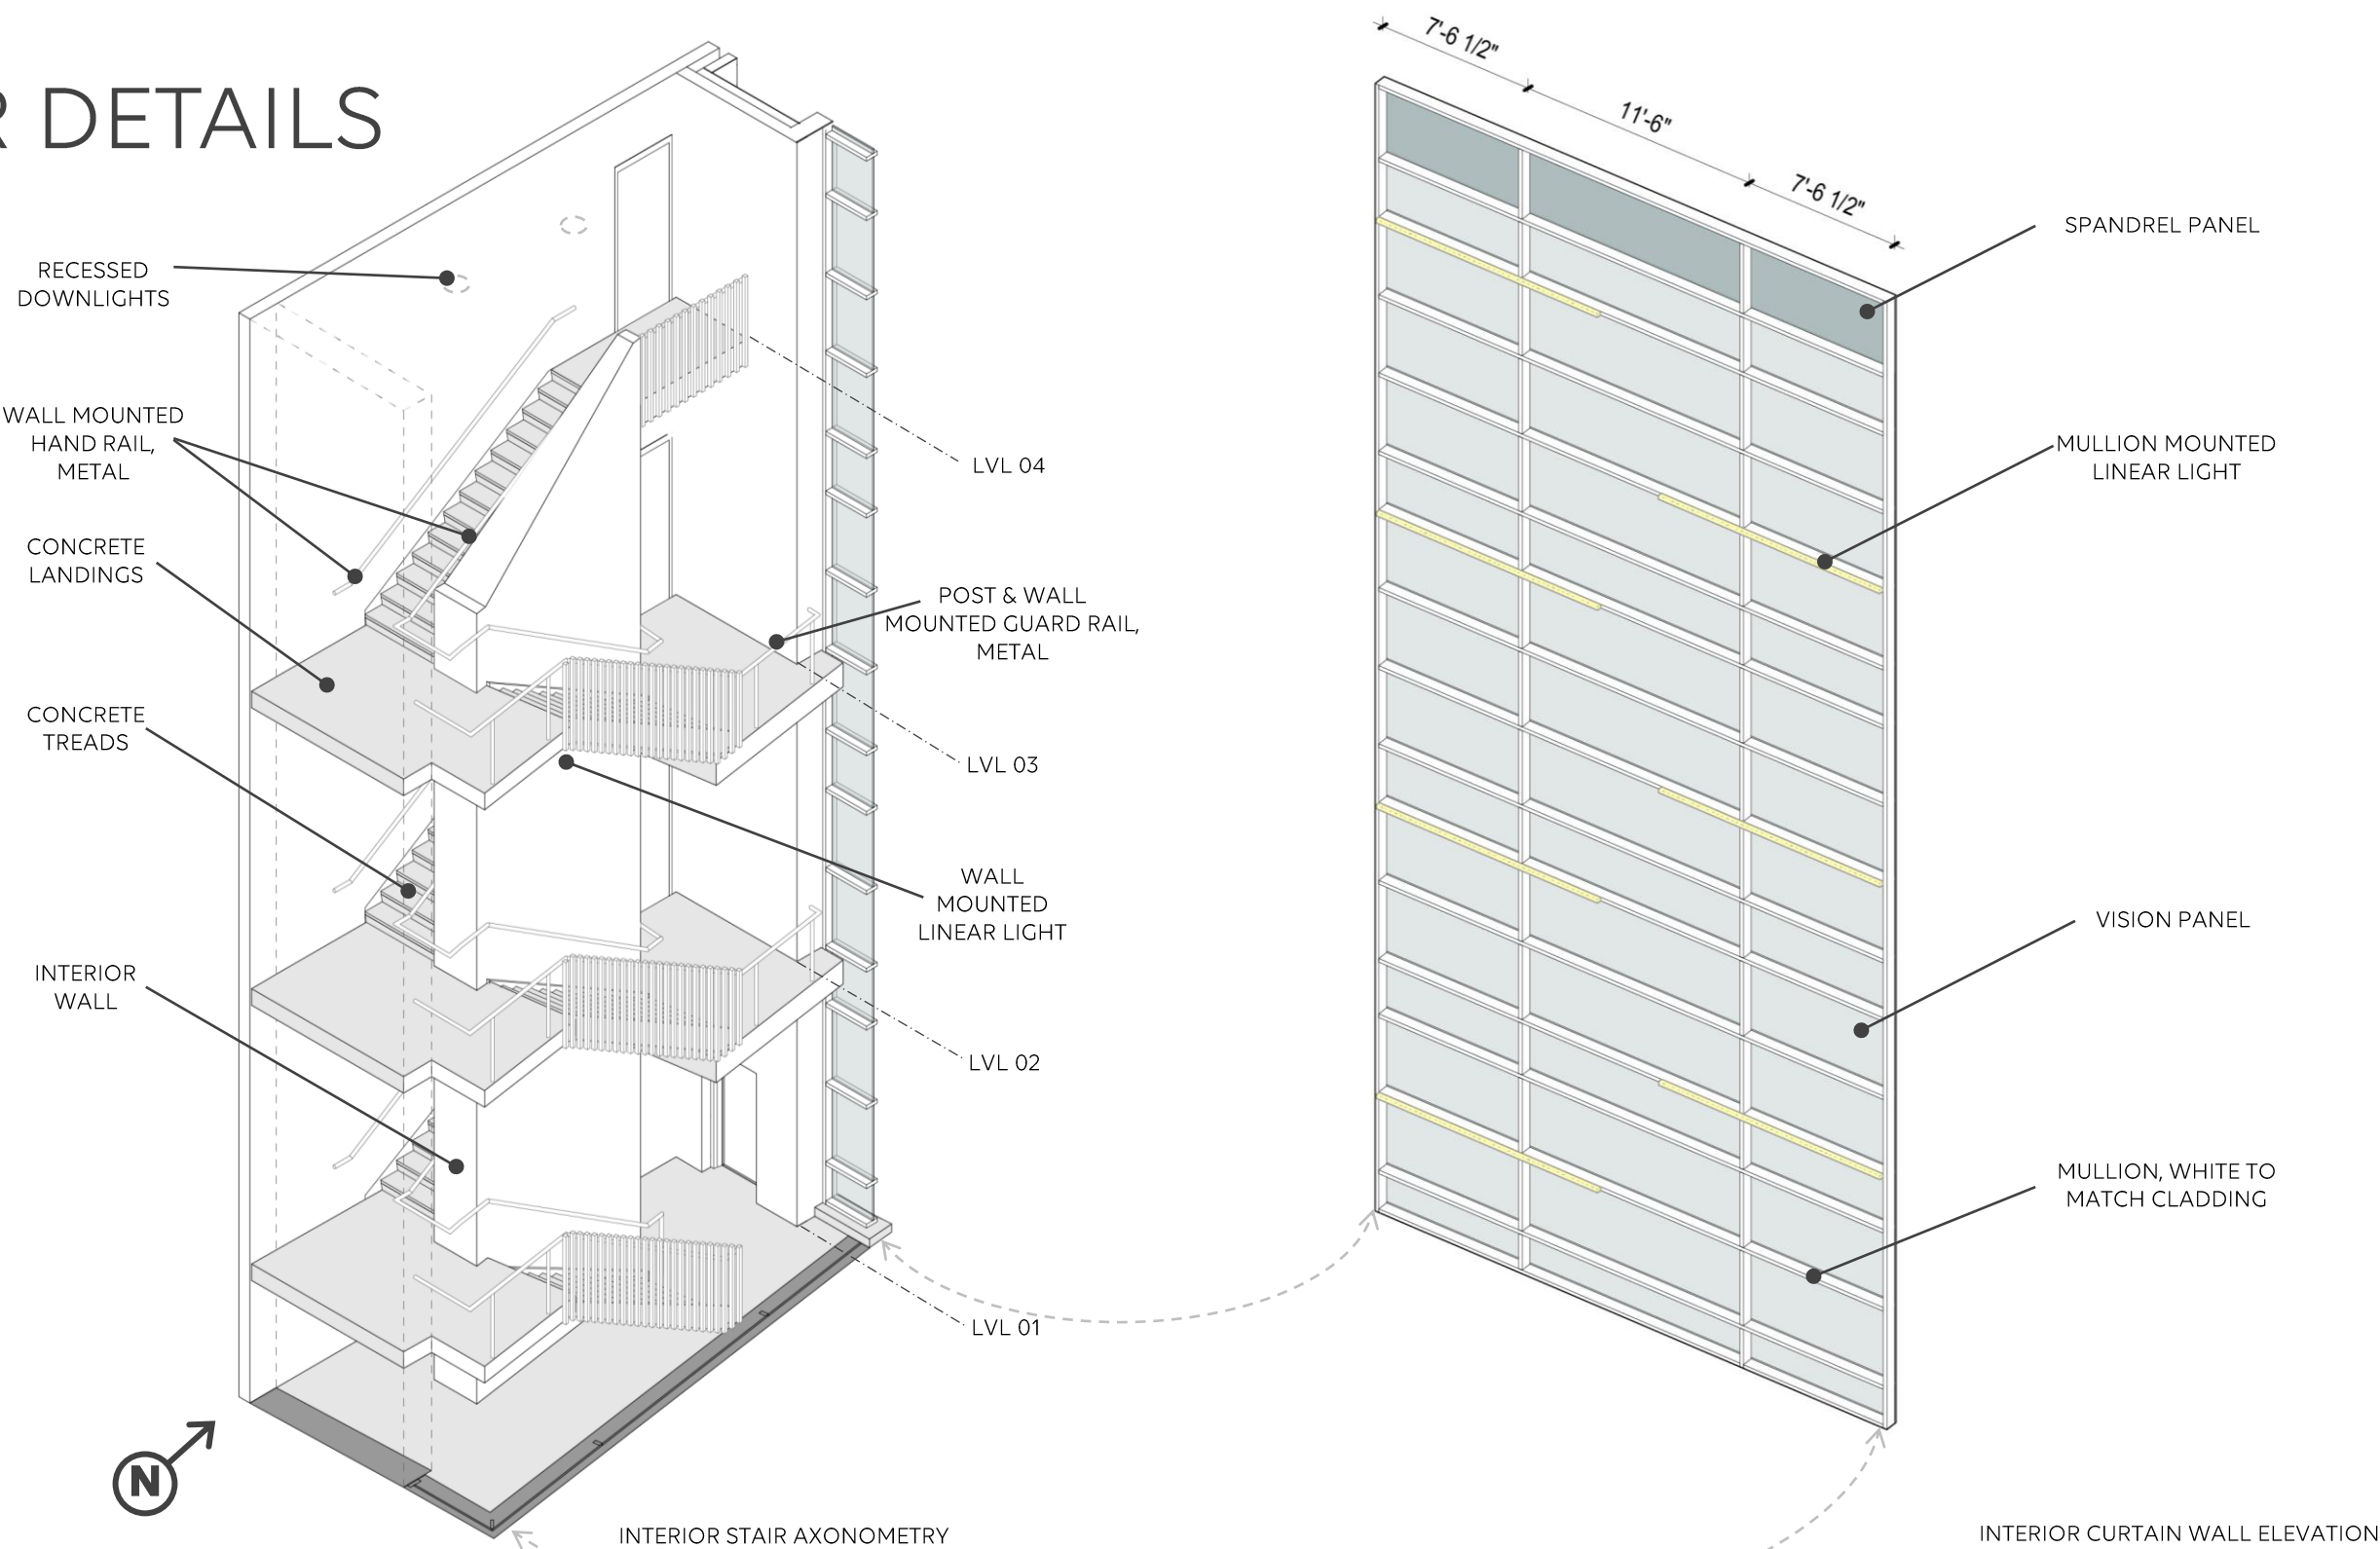 R DETAILS
RECESSED
DOWNLIGHTS
WALL MOUNTED
HAND RAIL,
METAL
CONCRETE
LANDINGS
CONCRETE
TREADS
INTERIOR
WALL
LVL 04
POST & WALL
MOUNTED GUARD RAIL,
METAL
LVL 03
WALL
MOUNTED
LINEAR LIGHT
LVL 02
LVL 01
N
INTERIOR STAIR AXONOMETRY
7'-6 1/2"
11'-6"
7'-6 1/2"
SPANDREL PANEL
MULLION MOUNTED
LINEAR LIGHT
VISION PANEL
MULLION, WHITE TO
MATCH CLADDING
INTERIOR CURTAIN WALL ELEVATION